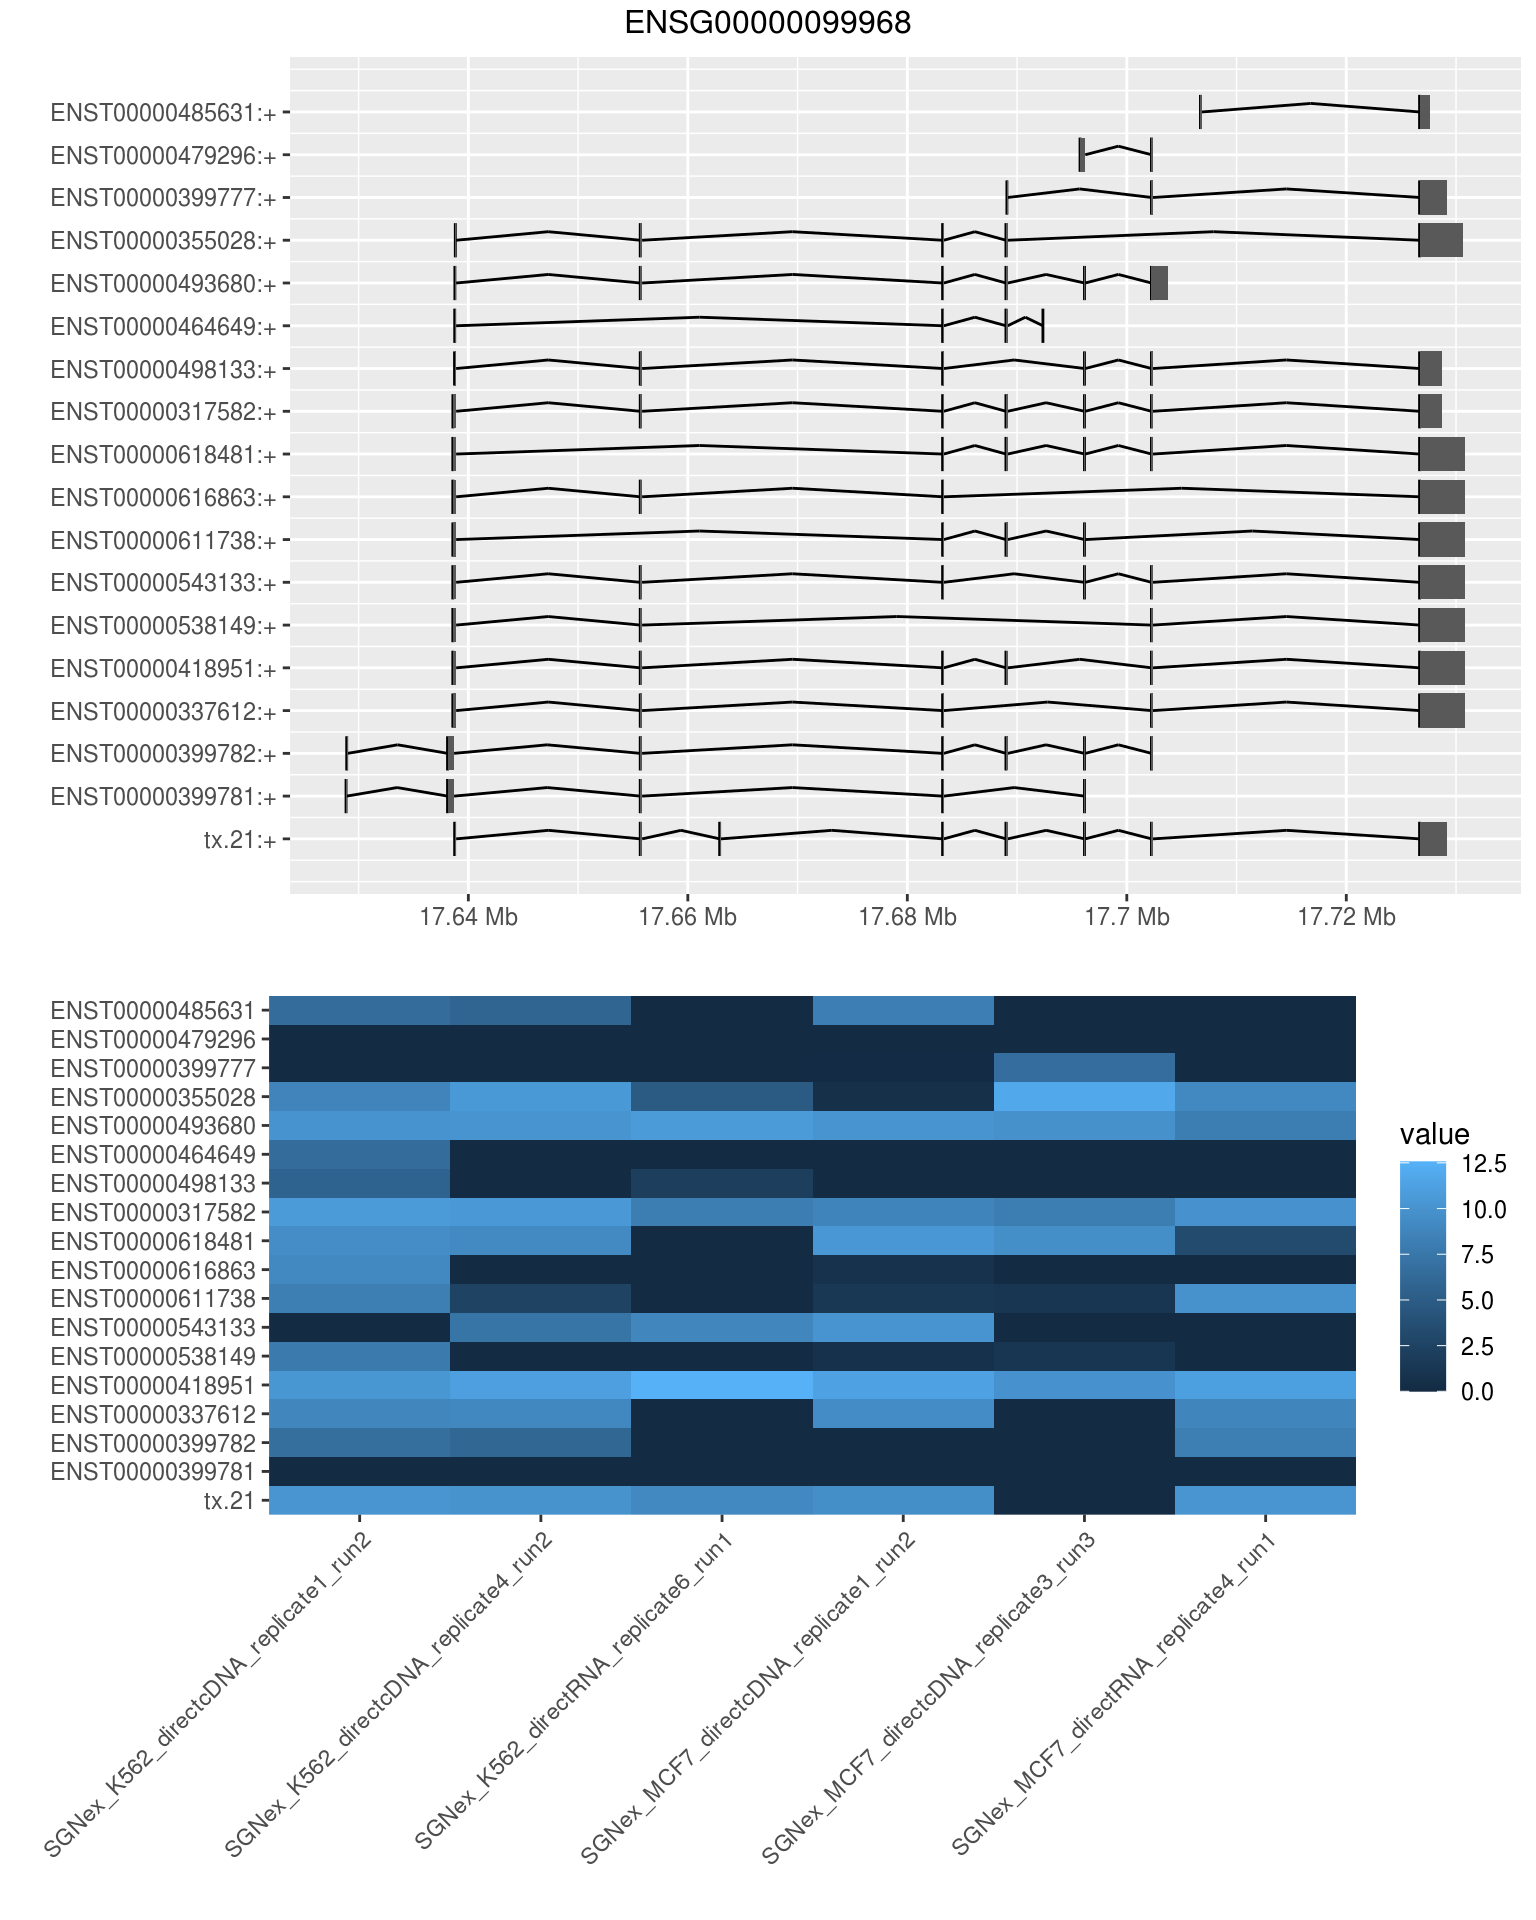 ENSG00000099968
ENST00000485631:+
ENST00000479296:+
ENST00000399777:+
ENST00000355028:+
ENST00000493680:+
ENST00000464649:+
ENST00000498133:+
ENST00000317582:+
ENST00000618481:+
ENST00000616863:+
ENST00000611738:+
ENST00000543133:+
ENST00000538149:+
ENST00000418951:+
ENST00000337612:+
ENST00000399782:+
ENST00000399781:+
tx.21:+
17.64 Mb 17.66 Mb 17.68 Mb 17.7 Mb 17.72 Mb
ENST00000485631
ENST00000479296
ENST00000399777
ENST00000355028
ENST00000493680
ENST00000464649
ENST00000498133
ENST00000317582
ENST00000618481
ENST00000616863
ENST00000611738
ENST00000543133
ENST00000538149
ENST00000418951
ENST00000337612
ENST00000399782
ENST00000399781
tx.21
value
12.5
10.0
7.5
5.0
2.5
0.0
SGNex_K562_directcDNA_replicate1_run2
SGNex_K562_directcDNA_replicate4_run2
SGNex_K562_directRNA_replicate6_run1
SGNex_MCF7_directcDNA_replicate1_run2
SGNex_MCF7_directcDNA_replicate3_run3
SGNex_MCF7_directRNA_replicate4_run1